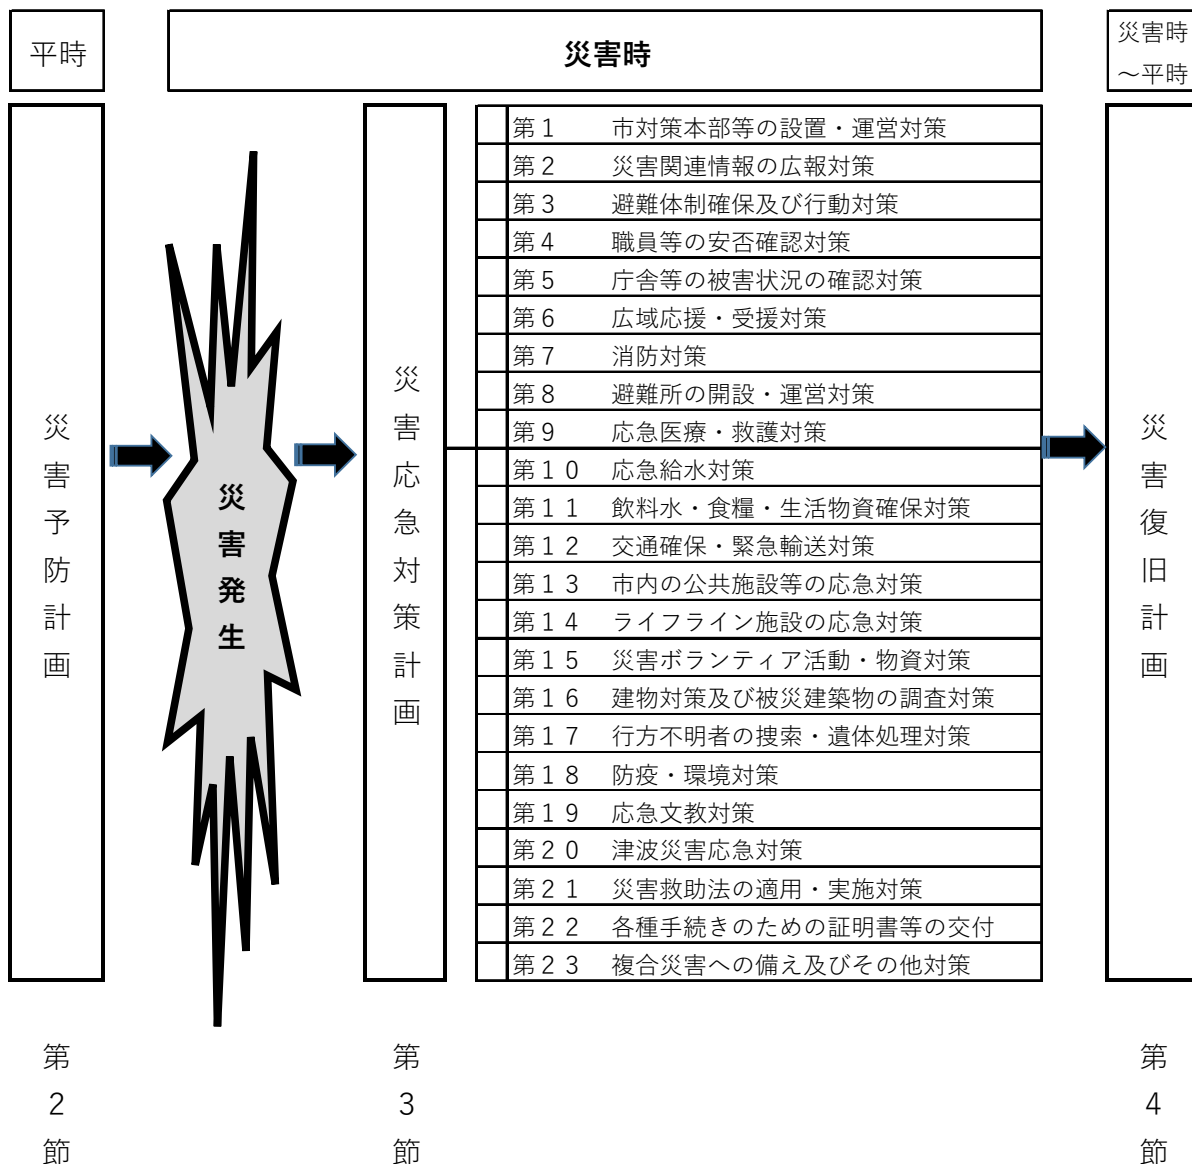 平時
災害時
災害時
～平時
災害予防計画
災害発生
災害応急対策計画
第１　市対策本部等の設置・運営対策
第２　災害関連情報の広報対策
第３　避難体制確保及び行動対策
第４　職員等の安否確認対策
第５　庁舎等の被害状況の確認対策
第６　広域応援・受援対策
第７　消防対策
第８　避難所の開設・運営対策
第９　応急医療・救護対策
第１０　応急給水対策
第１１　飲料水・食糧・生活物資確保対策
第１２　交通確保・緊急輸送対策
第１３　市内の公共施設等の応急対策
第１４　ライフライン施設の応急対策
第１５　災害ボランティア活動・物資対策
第１６　建物対策及び被災建築物の調査対策
第１７　行方不明者の捜索・遺体処理対策
第１８　防疫・環境対策
第１９　応急文教対策
第２０　津波災害応急対策
第２１　災害救助法の適用・実施対策
第２２　各種手続きのための証明書等の交付
第２３　複合災害への備え及びその他対策
災害復旧計画
第２節
第３節
第４節